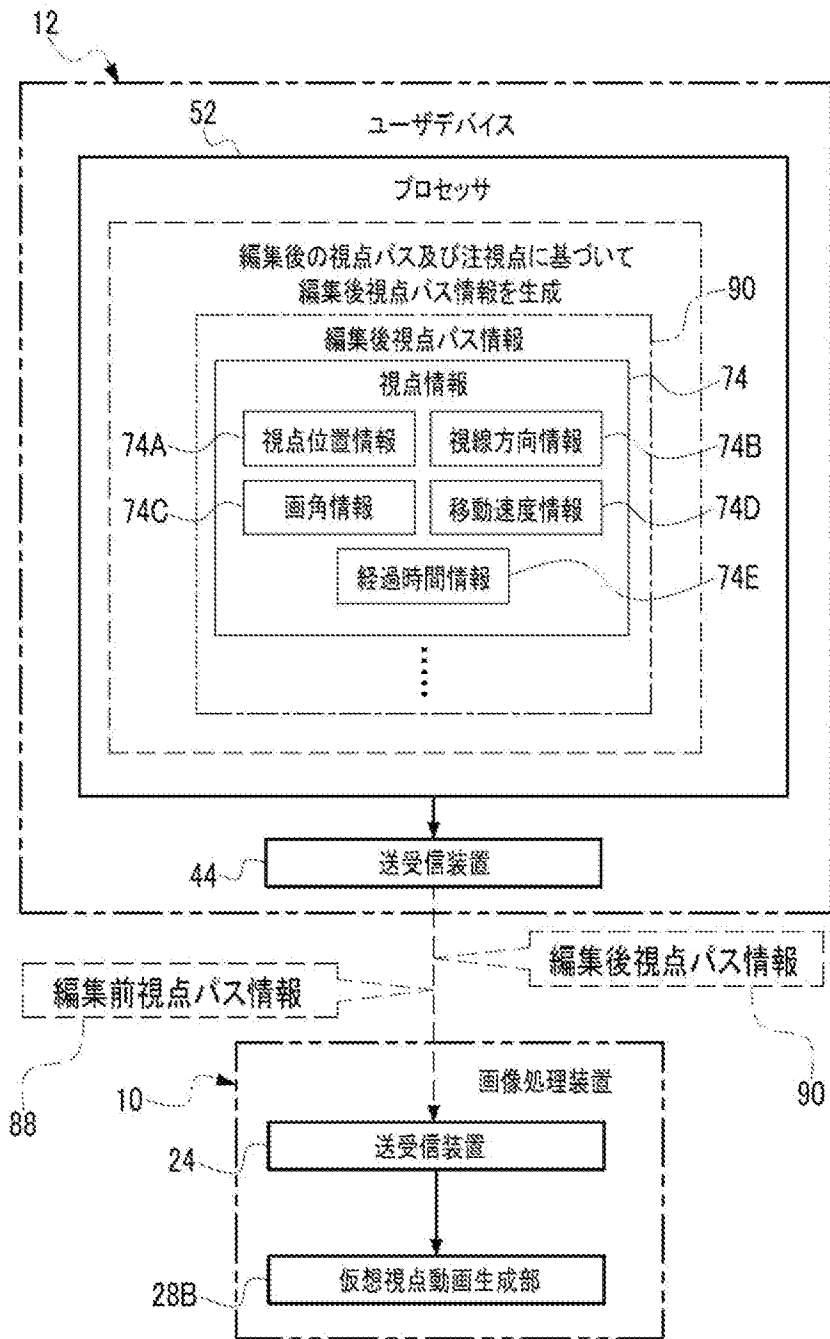 12
ユーザデバイス
52
プロセッサ
編集後の視点パス及び注視点に基づいて
編集後視点パス情報を生成
90
編集後視点パス情報
74
視点情報
74A
視点位置情報
視線方向情報
74B
74C
画角情報
移動速度情報
74D
経過時間情報
74E
44
送受信装置
編集前視点パス情報
編集後視点パス情報
88
90
10
画像処理装置
24
送受信装置
28B
仮想視点動画生成部